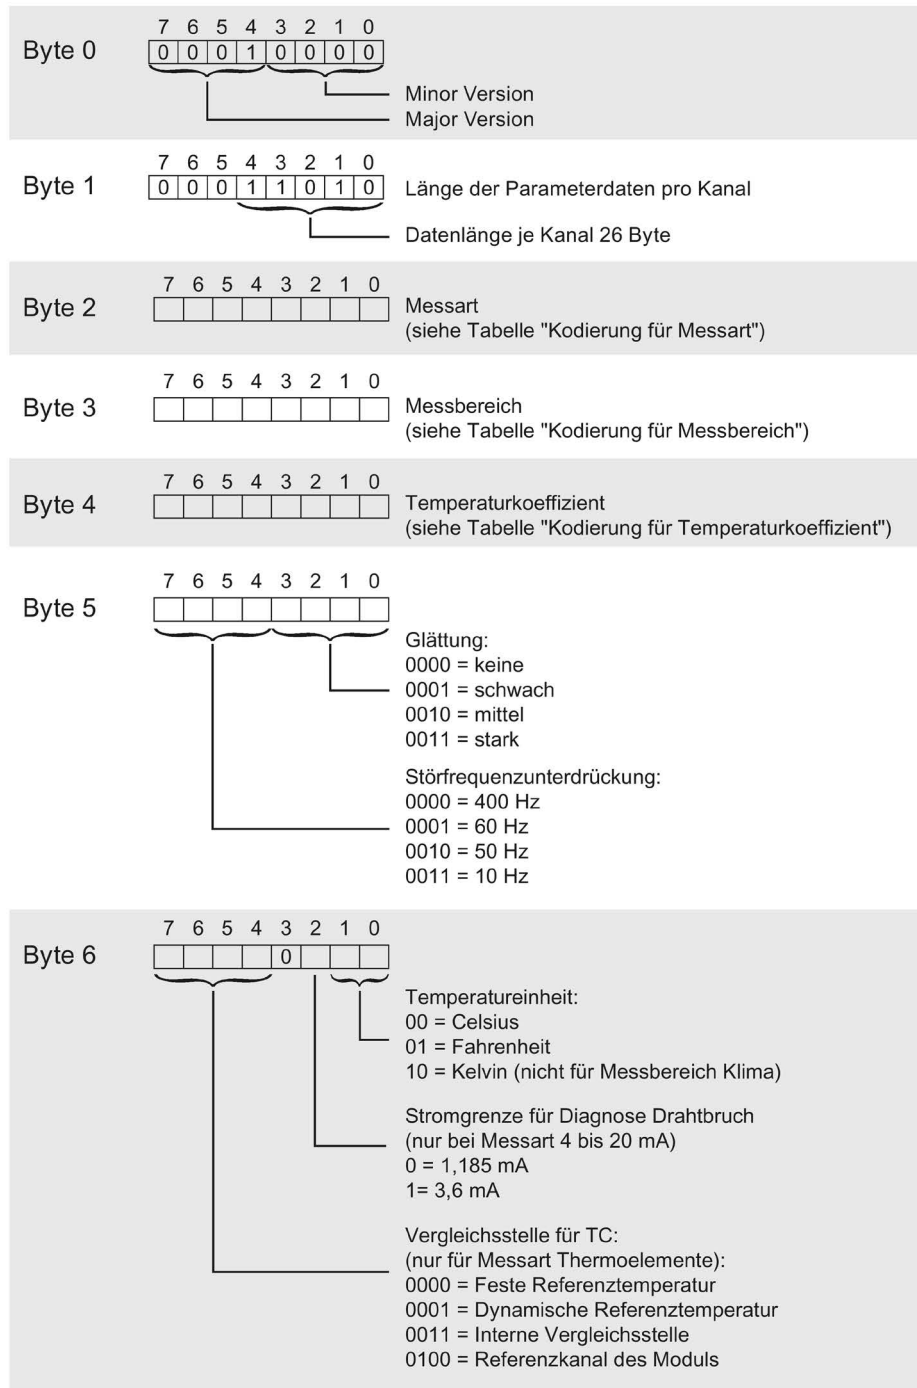 7 6 5 4 3 2 1 0
Byte 0
0 0 0 1 0 0 0 0
Minor Version
Major Version
7 6 5 4 3 2 1 0
Byte 1
0 0 0 1 1 0 1 0
Länge der Parameterdaten pro Kanal
Datenlänge je Kanal 26 Byte
7 6 5 4 3 2 1 0
Byte 2
Messart
(siehe Tabelle "Kodierung für Messart")
7 6 5 4 3 2 1 0
Byte 3
Messbereich
(siehe Tabelle "Kodierung für Messbereich")
7 6 5 4 3 2 1 0
Byte 4
Temperaturkoeffizient
(siehe Tabelle "Kodierung für Temperaturkoeffizient")
7 6 5 4 3 2 1 0
Byte 5
Glättung:
0000 = keine
0001 = schwach
0010 = mittel
0011 = stark
Störfrequenzunterdrückung:
0000 = 400 Hz
0001 = 60 Hz
0010 = 50 Hz
0011 = 10 Hz
7 6 5 4 3 2 1 0
Byte 6
0
Temperatureinheit:
00 = Celsius
01 = Fahrenheit
10 = Kelvin (nicht für Messbereich Klima)
Stromgrenze für Diagnose Drahtbruch
(nur bei Messart 4 bis 20 mA)
0 = 1,185 mA
1= 3,6 mA
Vergleichsstelle für TC:
(nur für Messart Thermoelemente):
0000 = Feste Referenztemperatur
0001 = Dynamische Referenztemperatur
0011 = Interne Vergleichsstelle
0100 = Referenzkanal des Moduls